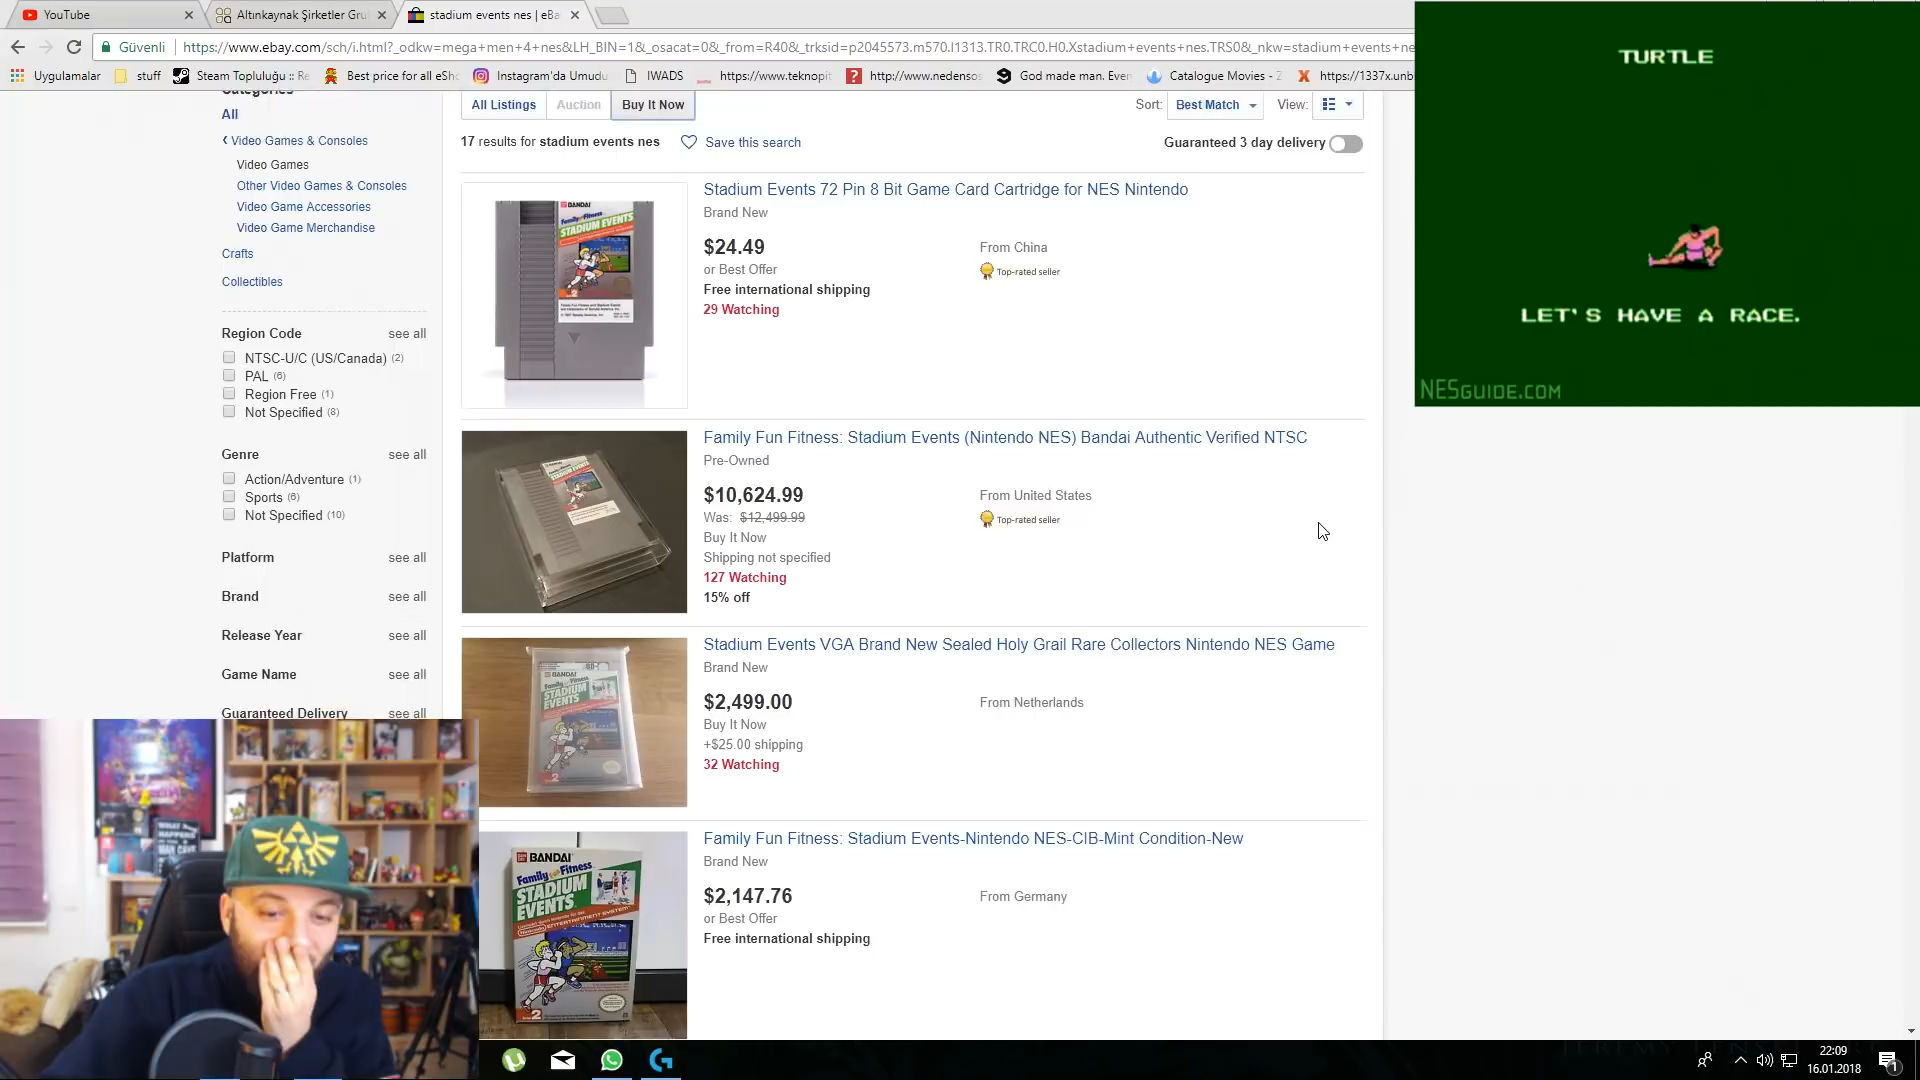 YouTube
Altınkaynak Şirketler Gru
stadium events nes | eBa
Güvenli
https://www.ebay.com/sch/i.html?_odkw=mega+men+4+nes&LH_BIN=1&_osacat=0&_from=R40&_trksid=p2045573.m570.l1313.TR0.TRC0.H0.Xstadium+events+nes.TRS0&_nkw=stadium+events+ne
Uygulamalar
stuff
Steam Topluluğu :: Re
Best price for all eSho
Instagram'da Umudu
IWADS
https://www.teknopit
http://www.nedensos
God made man. Even
Catalogue Movies - Z
https://1337x.unb
Categories
All
Video Games & Consoles
Video Games
Other Video Games & Consoles
Video Game Accessories
Video Game Merchandise
Crafts
Collectibles
Region Code see all
NTSC-U/C (US/Canada) (2)
PAL (6)
Region Free (1)
Not Specified (8)
Genre see all
Action/Adventure (1)
Sports (6)
Not Specified (10)
Platform see all
Brand see all
Release Year see all
Game Name see all
Guaranteed Delivery see all
All Listings Auction Buy It Now
Sort: Best Match View:
17 results for stadium events nes
Save this search
Guaranteed 3 day delivery
Stadium Events 72 Pin 8 Bit Game Card Cartridge for NES Nintendo
Brand New
$24.49
From China
or Best Offer
Top-rated seller
Free international shipping
29 Watching
BANDAI
Family Fun Fitness
STADIUM EVENTS
Family Fun Fitness: Stadium Events (Nintendo NES) Bandai Authentic Verified NTSC
Pre-Owned
$10,624.99
From United States
Was: $12,499.99
Top-rated seller
Buy It Now
Shipping not specified
127 Watching
15% off
Stadium Events VGA Brand New Sealed Holy Grail Rare Collectors Nintendo NES Game
Brand New
$2,499.00
From Netherlands
Buy It Now
+$25.00 shipping
32 Watching
BANDAI
STADIUM
EVENTS
Family Fun Fitness: Stadium Events-Nintendo NES-CIB-Mint Condition-New
Brand New
$2,147.76
From Germany
or Best Offer
Free international shipping
BANDAI
Family Fun Fitness
STADIUM
EVENTS
TURTLE
LET'S HAVE A RACE.
NESGUIDE.COM
22:09
16.01.2018
1